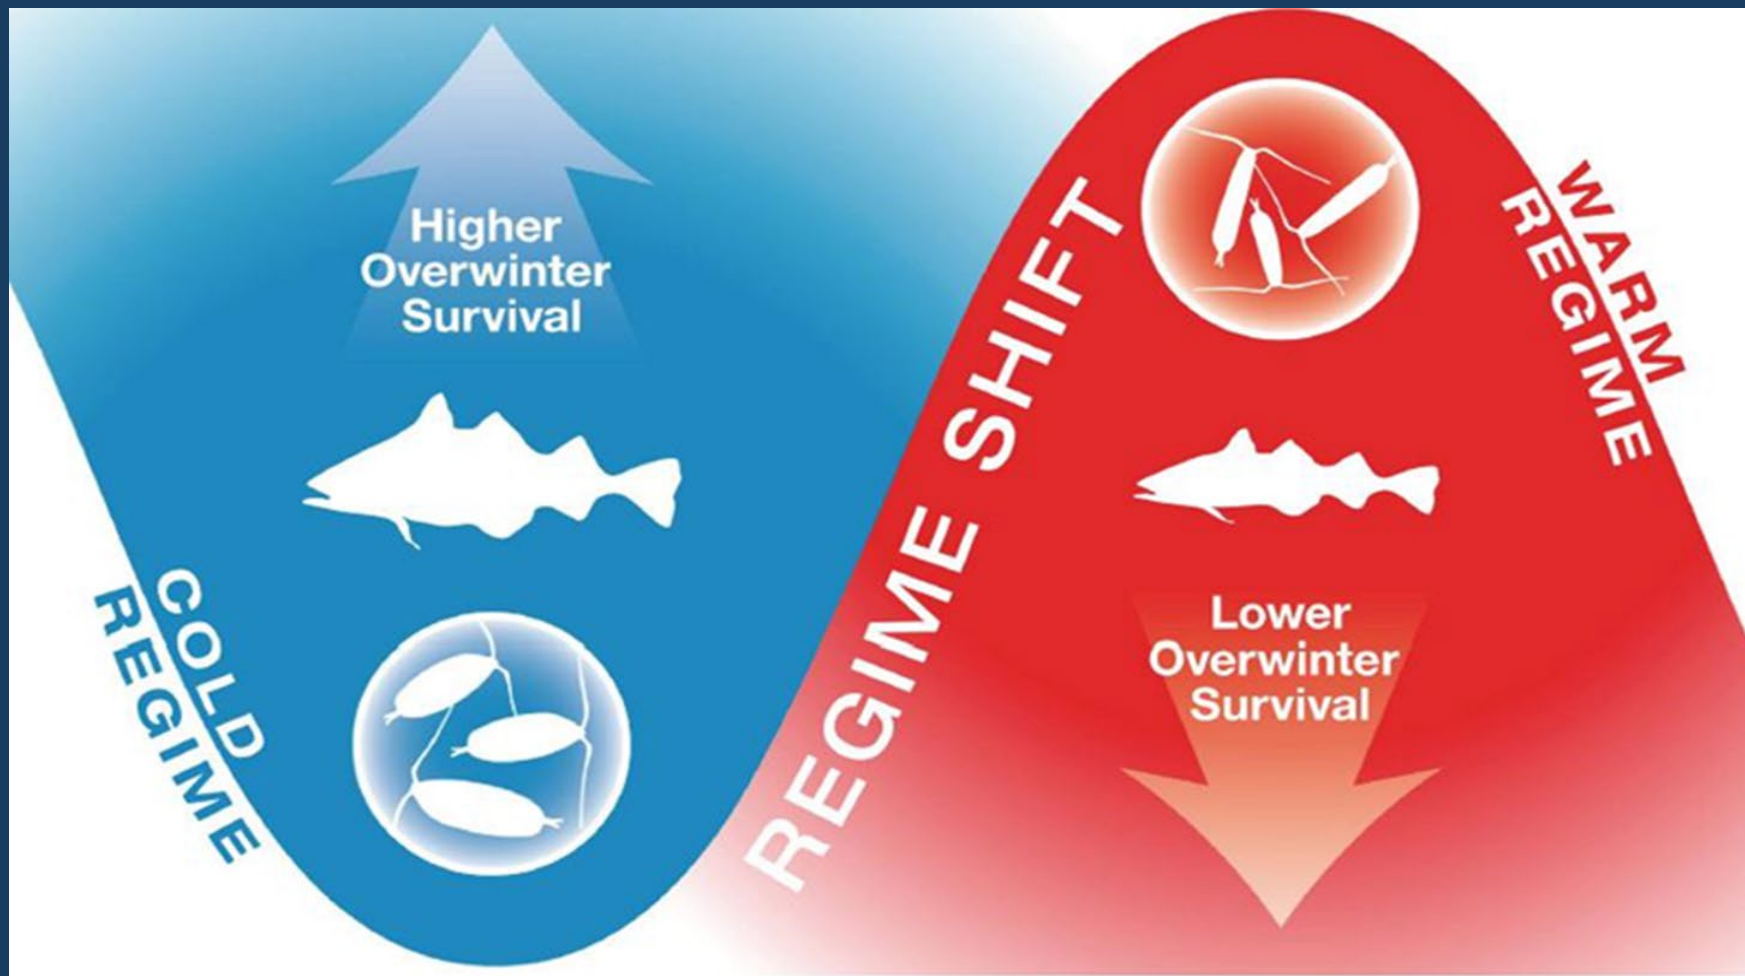 Higher
Overwinter
Survival
COLD
REGIME
REGIME SHIFT
WARM
REGIME
Lower
Overwinter
Survival